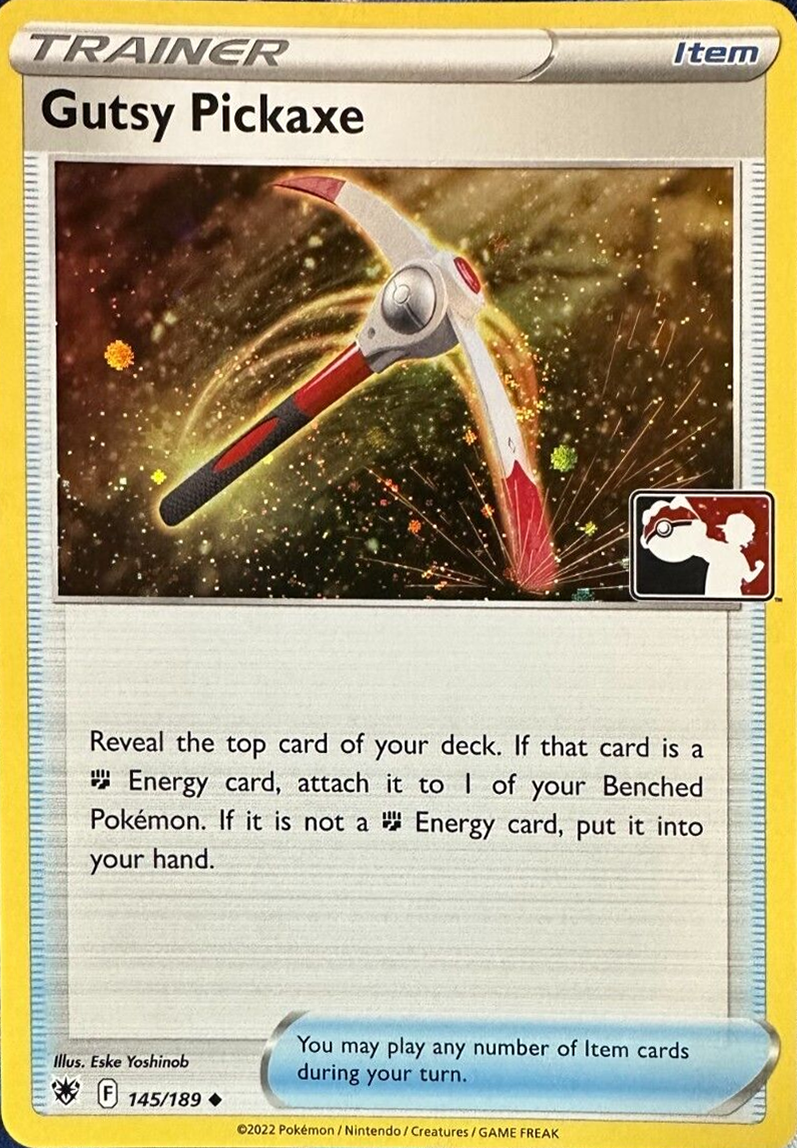 TRAINER
Item
Gutsy Pickaxe
Reveal the top card of your deck. If that card is a
Energy card, attach it to 1 of your Benched
Pokémon. If it is not a Energy card, put it into
your hand.
Illus. Eske Yoshinob
You may play any number of Item cards
during your turn.
F 145/189 ◆
©2022 Pokémon / Nintendo / Creatures / GAME FREAK
TM